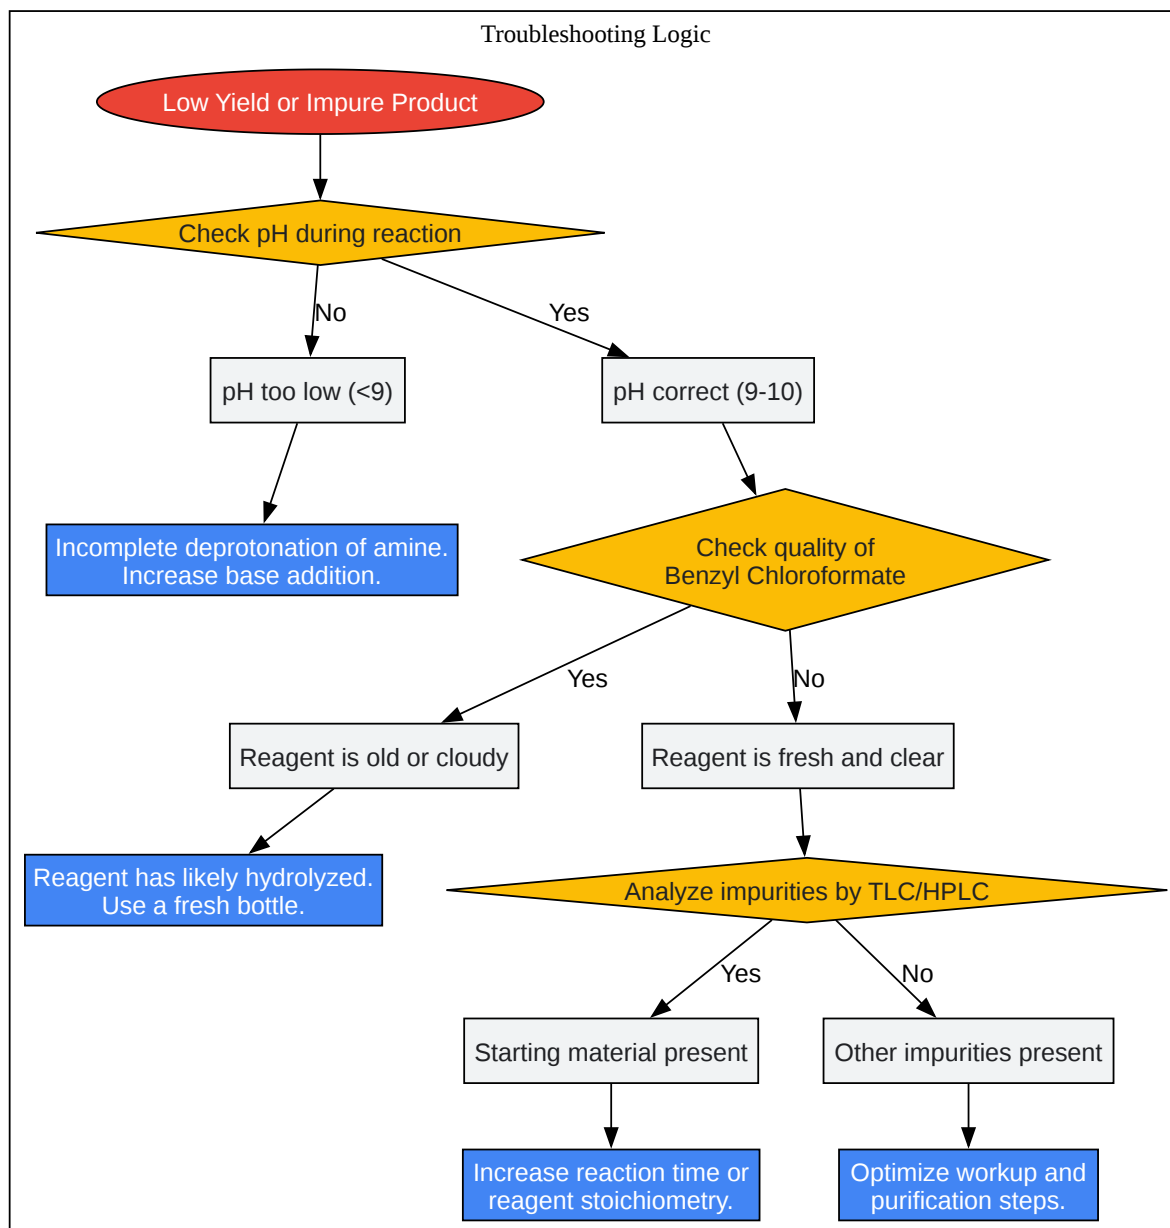 Troubleshooting Logic
Low Yield or Impure Product
Check pH during reaction
No
Yes
pH too low (<9)
pH correct (9-10)
Incomplete deprotonation of amine.
Increase base addition.
Check quality of
Benzyl Chloroformate
Yes
No
Reagent is old or cloudy
Reagent is fresh and clear
Reagent has likely hydrolyzed.
Use a fresh bottle.
Analyze impurities by TLC/HPLC
Yes
No
Starting material present
Other impurities present
Increase reaction time or
reagent stoichiometry.
Optimize workup and
purification steps.